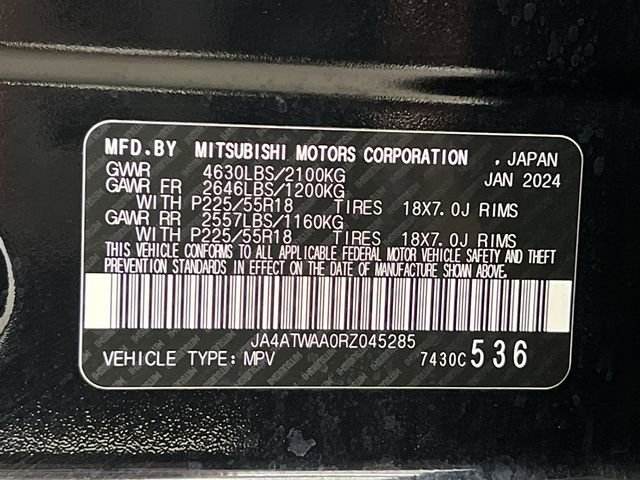 MFD.BY MITSUBISHI MOTORS CORPORATION , JAPAN
GVWR 4630LBS/2100KG JAN 2024
GAWR FR 2646LBS/1200KG
WITH P225/55R18 TIRES 18X7.0J RIMS
GAWR RR 2557LBS/1160KG
WITH P225/55R18 TIRES 18X7.0J RIMS
THIS VEHICLE CONFORMS TO ALL APPLICABLE FEDERAL MOTOR VEHICLE SAFETY AND THEFT
PREVENTION STANDARDS IN EFFECT ON THE DATE OF MANUFACTURE SHOWN ABOVE.
JA4ATWAA0RZ045285
VEHICLE TYPE: MPV 7430C 536